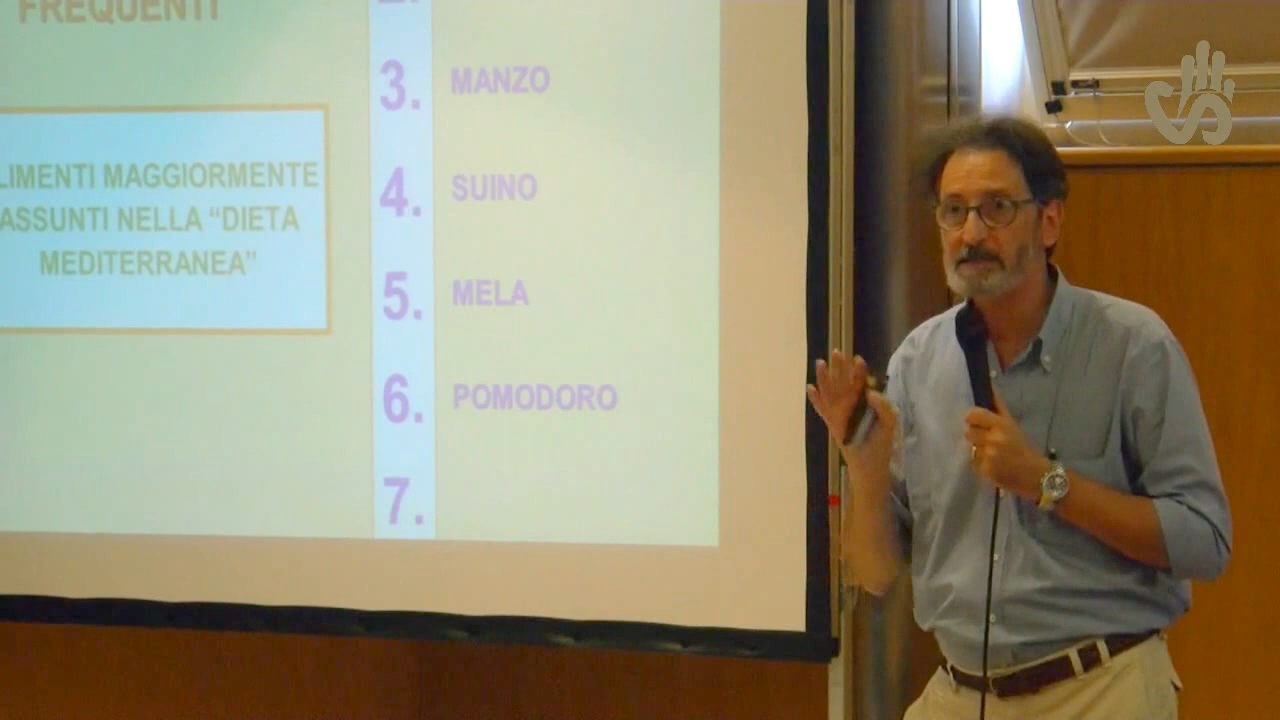 FREQUENTI
LIMENTI MAGGIORMENTE
ASSUNTI NELLA “DIETA
MEDITERRANEA”
3. MANZO
4. SUINO
5. MELA
6. POMODORO
7.